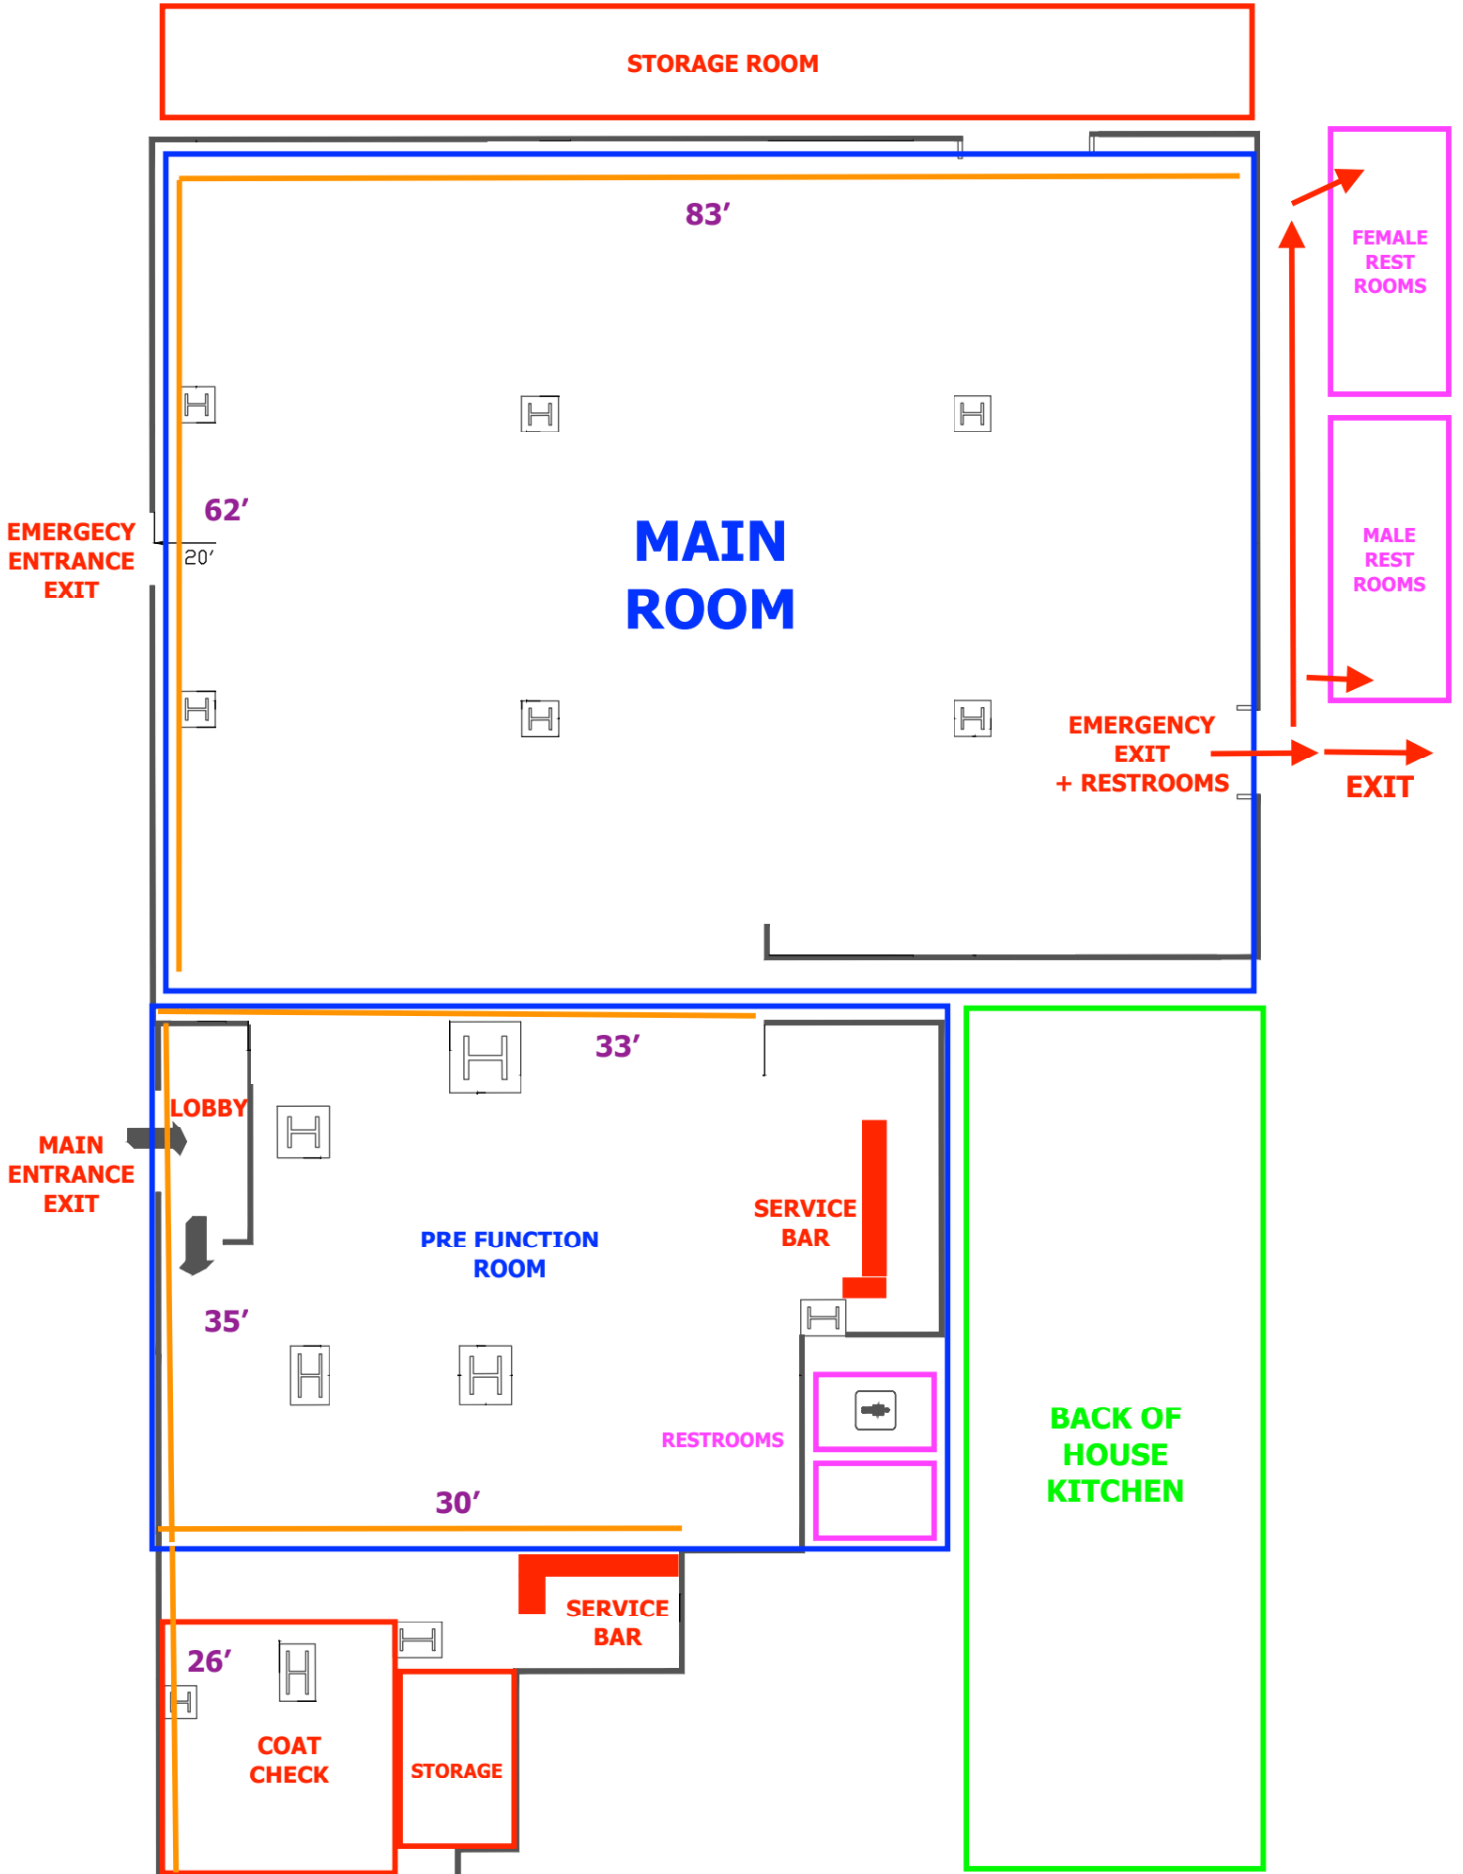 STORAGE ROOM
83’
FEMALE
REST
ROOMS
62’
EMERGECY
ENTRANCE
EXIT
20’
MAIN
ROOM
MALE
REST
ROOMS
EMERGENCY
EXIT
+ RESTROOMS
EXIT
33’
LOBBY
MAIN
ENTRANCE
EXIT
PRE FUNCTION
ROOM
SERVICE
BAR
35’
RESTROOMS
30’
BACK OF
HOUSE
KITCHEN
SERVICE
BAR
26’
COAT
CHECK
STORAGE